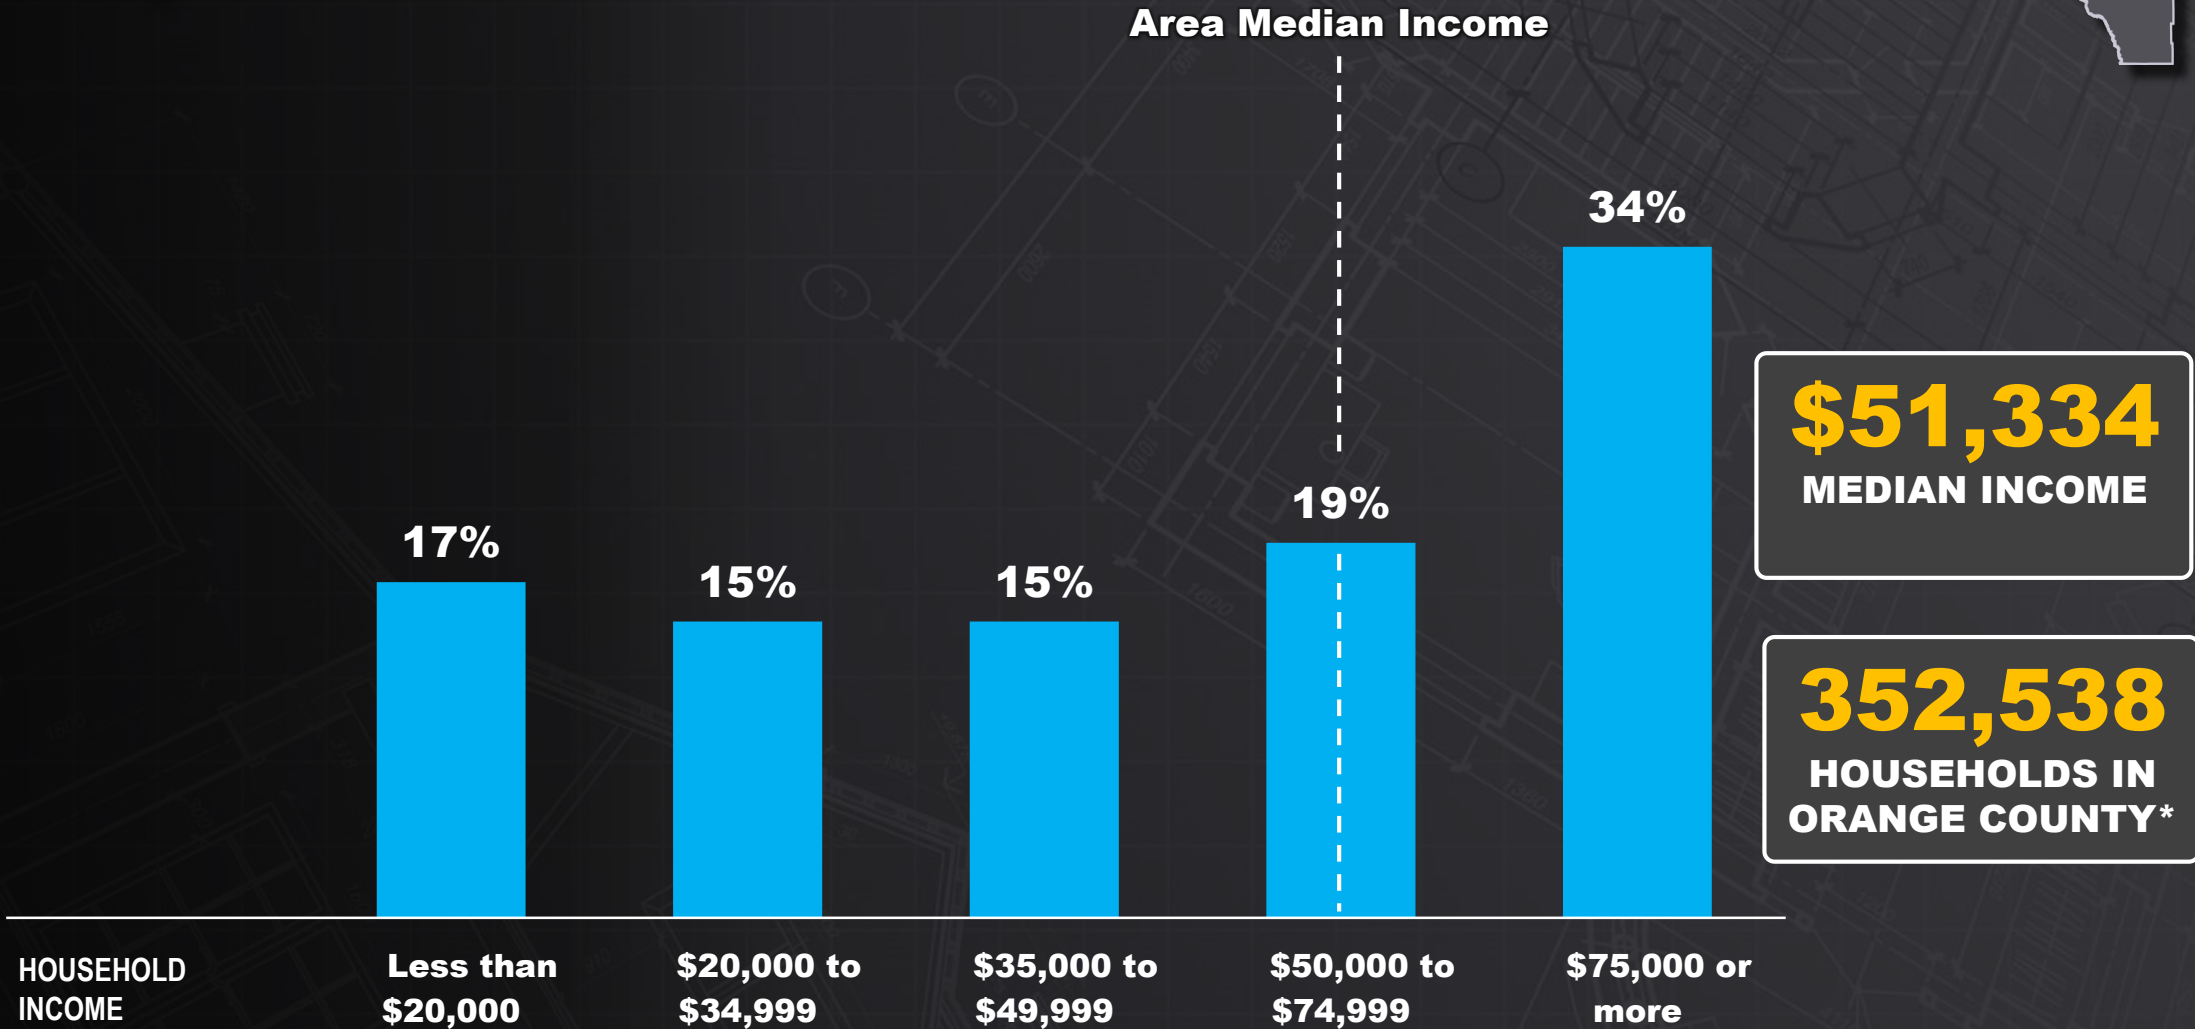 Area Median Income
34%
$51,334
MEDIAN INCOME
19%
17%
15%
15%
352,538
HOUSEHOLDS IN
ORANGE COUNTY*
HOUSEHOLD
INCOME
Less than
$20,000
$20,000 to
$34,999
$35,000 to
$49,999
$50,000 to
$74,999
$75,000 or
more